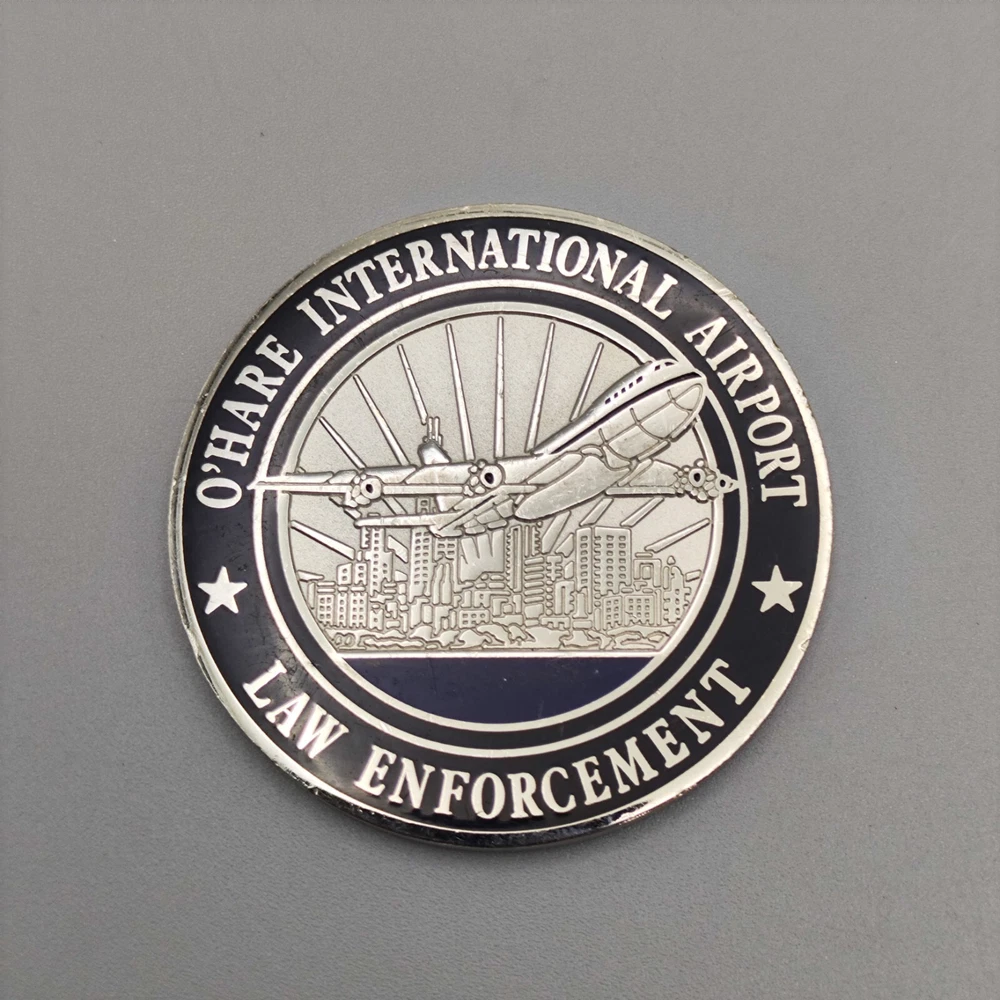 O'HARE INTERNATIONAL AIRPORT
LAW ENFORCEMENT